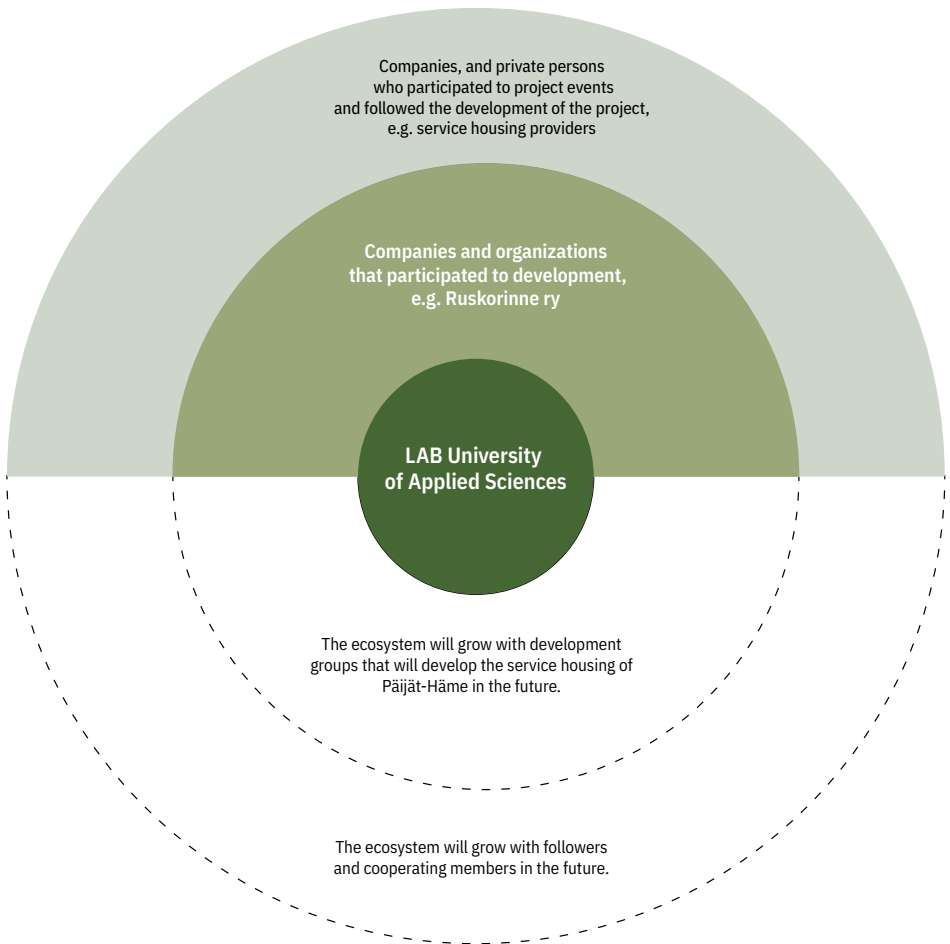 Companies, and private persons
who participated to project events
and followed the development of the project,
e.g. service housing providers
Companies and organizations
that participated to development,
e.g. Ruskorinne ry
LAB University
of Applied Sciences
The ecosystem will grow with development
groups that will develop the service housing of
Päijät-Häme in the future.
The ecosystem will grow with followers
and cooperating members in the future.